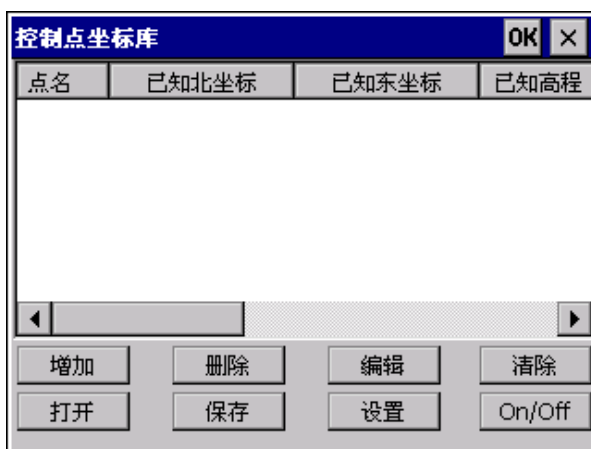 控制点坐标库 OK ×
点名 已知北坐标 已知东坐标 已知高程
增加 删除 编辑 清除
打开 保存 设置 On/Off